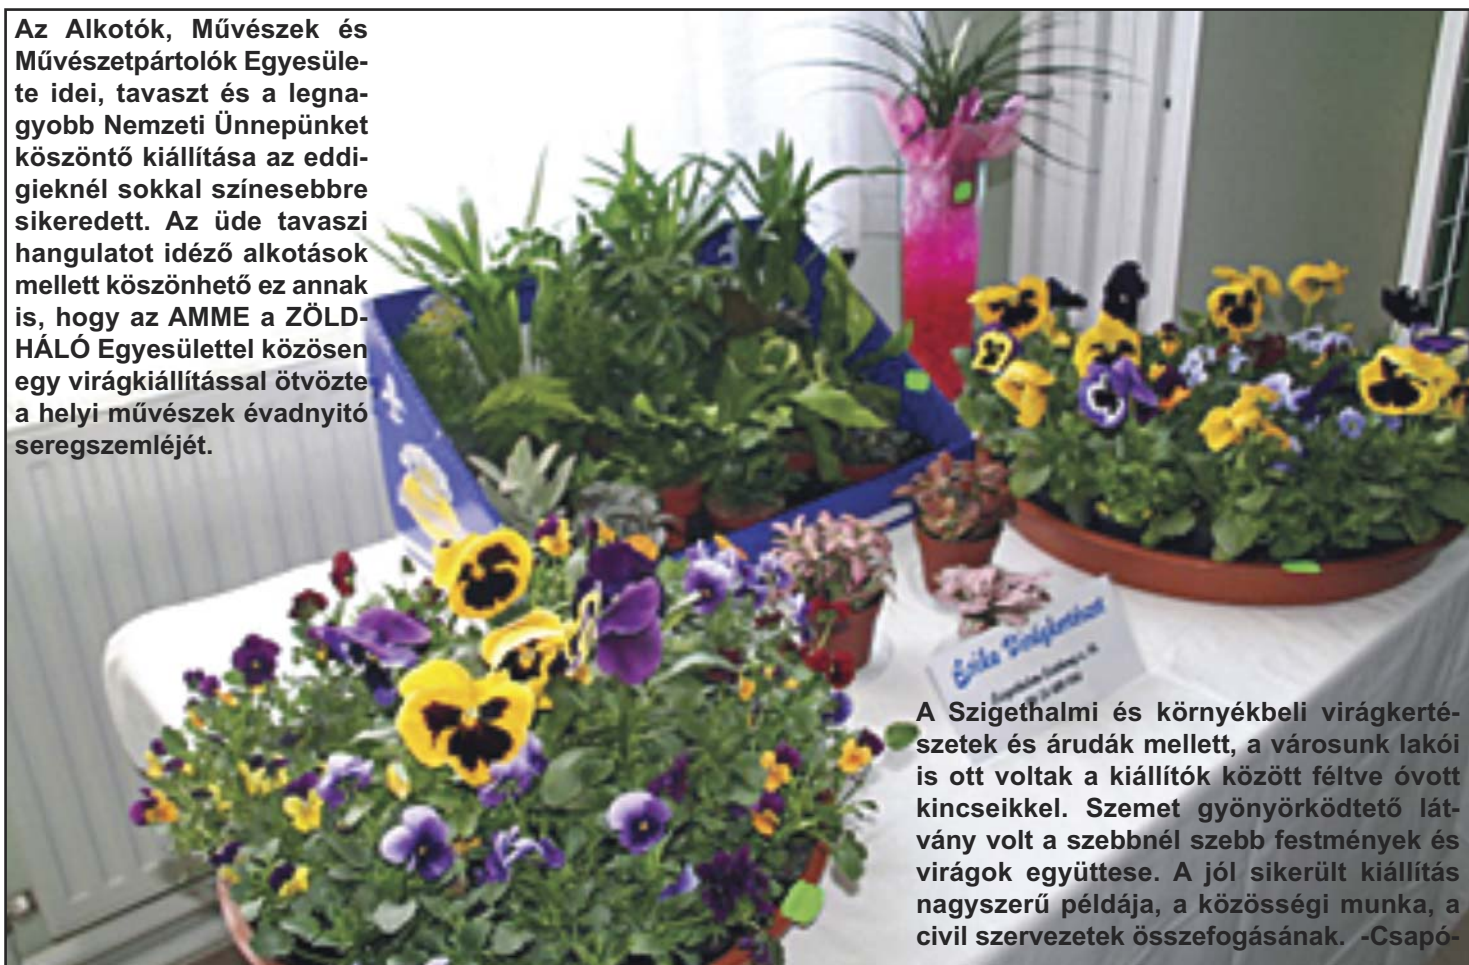 Az Alkotók, Művészek és
Művészetpártolók Egyesüle-
te idei, tavaszt és a legna-
gyobb Nemzeti Ünnepünket
köszöntő kiállítása az eddi-
gieknél sokkal színesebbre
sikeredett. Az üde tavaszi
hangulatot idéző alkotások
mellett köszönhető ez annak
is, hogy az AMME a ZÖLD-
HÁLÓ Egyesülettel közösen
egy virágkiállítással ötvözte
a helyi művészek évadnyitó
seregszemléjét.
Erika Virágkertészet
A Szigethalmi és környékbeli virágkerté-
szetek és árudák mellett, a városunk lakói
is ott voltak a kiállítók között féltve óvott
kincseikkel. Szemet gyönyörködtető lát-
vány volt a szebbnél szebb festmények és
virágok együttese. A jól sikerült kiállítás
nagyszerű példája, a közösségi munka, a
civil szervezetek összefogásának. -Csapó-